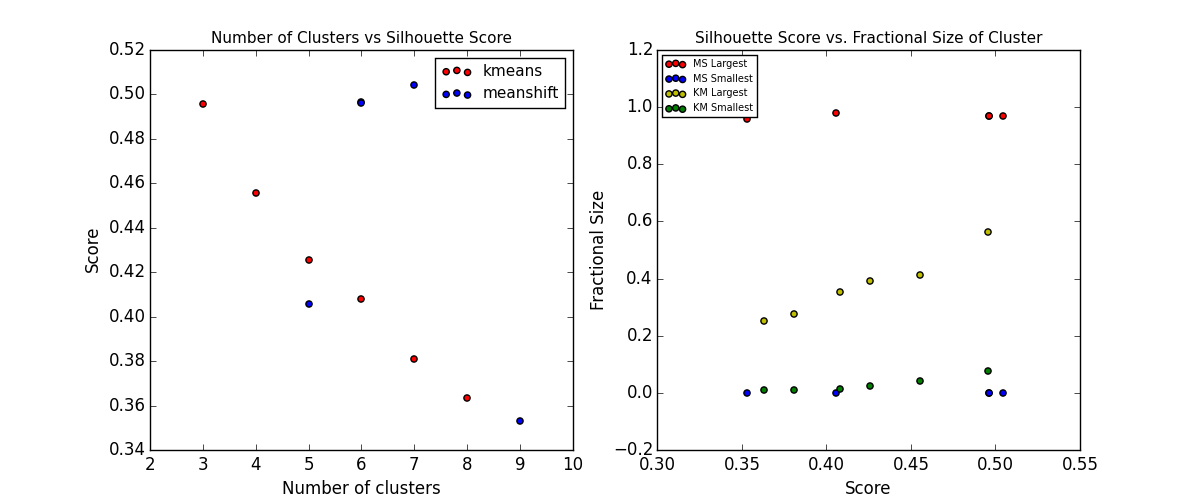 Number of Clusters vs Silhouette Score
0.52
0.50
0.48
0.46
0.44
0.42
0.40
0.38
0.36
0.34
Score
kmeans
meanshift
2 3 4 5 6 7 8 9 10
Number of clusters
Silhouette Score vs. Fractional Size of Cluster
1.2
1.0
0.8
0.6
0.4
0.2
0.0
−0.2
Fractional Size
MS Largest
MS Smallest
KM Largest
KM Smallest
0.30 0.35 0.40 0.45 0.50 0.55
Score